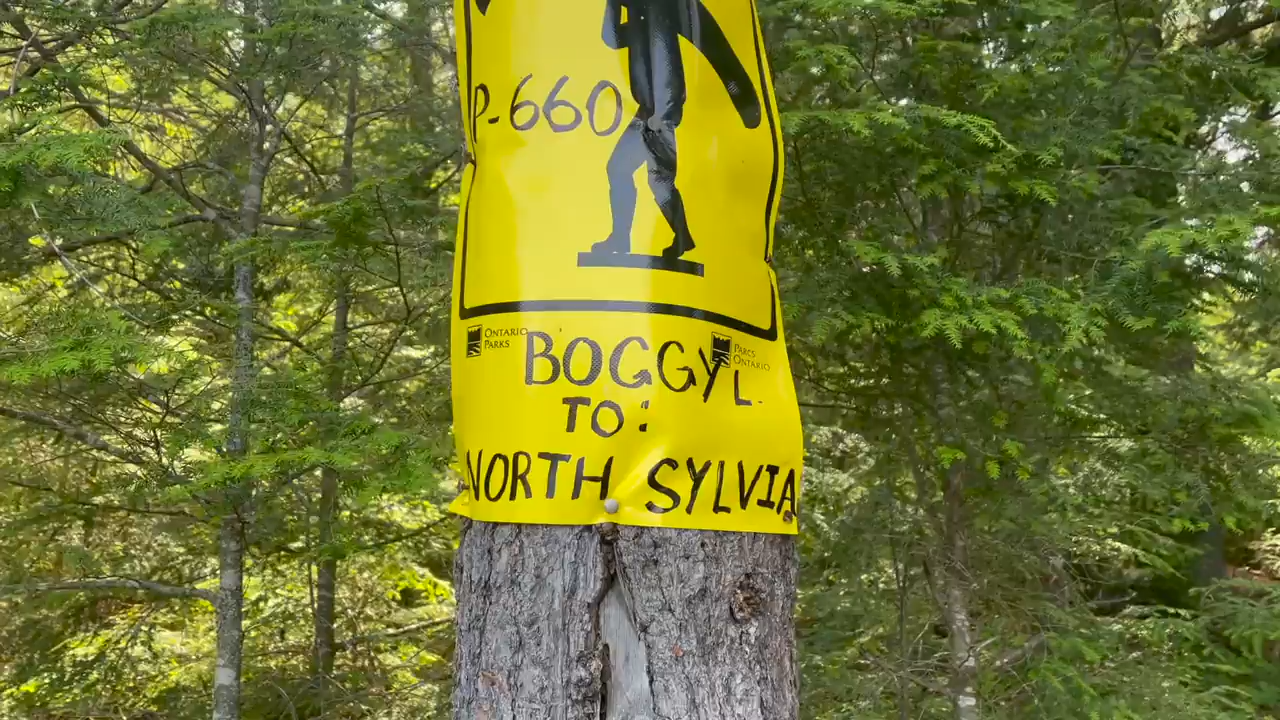 P-660
ONTARIO
PARKS
PARCS
ONTARIO
BOGGY L.
TO:
NORTH SYLVIA